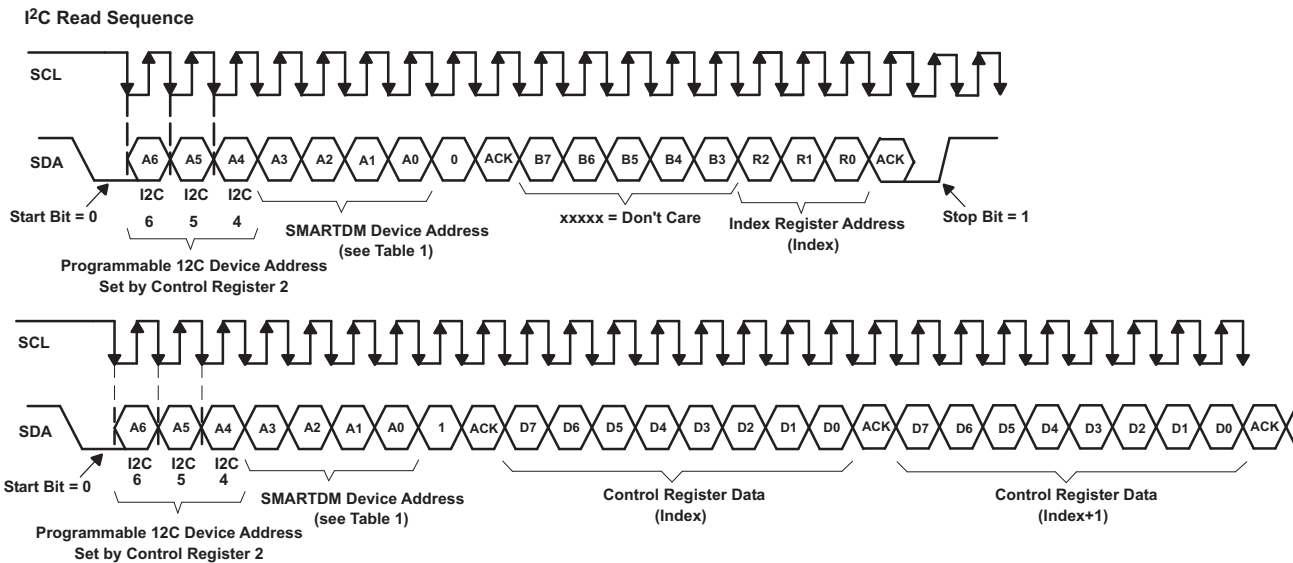 I2C Read Sequence
SCL
SDA A6 A5 A4 A3 A2 A1 A0 0 ACK B7 B6 B5 B4 B3 R2 R1 R0 ACK
I2C I2C I2C
6 5 4
Start Bit = 0
SMARTDM Device Address
(see Table 1)
xxxxx = Don't Care
Index Register Address
(Index)
Stop Bit = 1
Programmable 12C Device Address
Set by Control Register 2
SCL
SDA A6 A5 A4 A3 A2 A1 A0 1 ACK D7 D6 D5 D4 D3 D2 D1 D0 ACK D7 D6 D5 D4 D3 D2 D1 D0 ACK
I2C I2C I2C
6 5 4
Start Bit = 0
SMARTDM Device Address
(see Table 1)
Control Register Data
(Index)
Control Register Data
(Index+1)
Programmable 12C Device Address
Set by Control Register 2